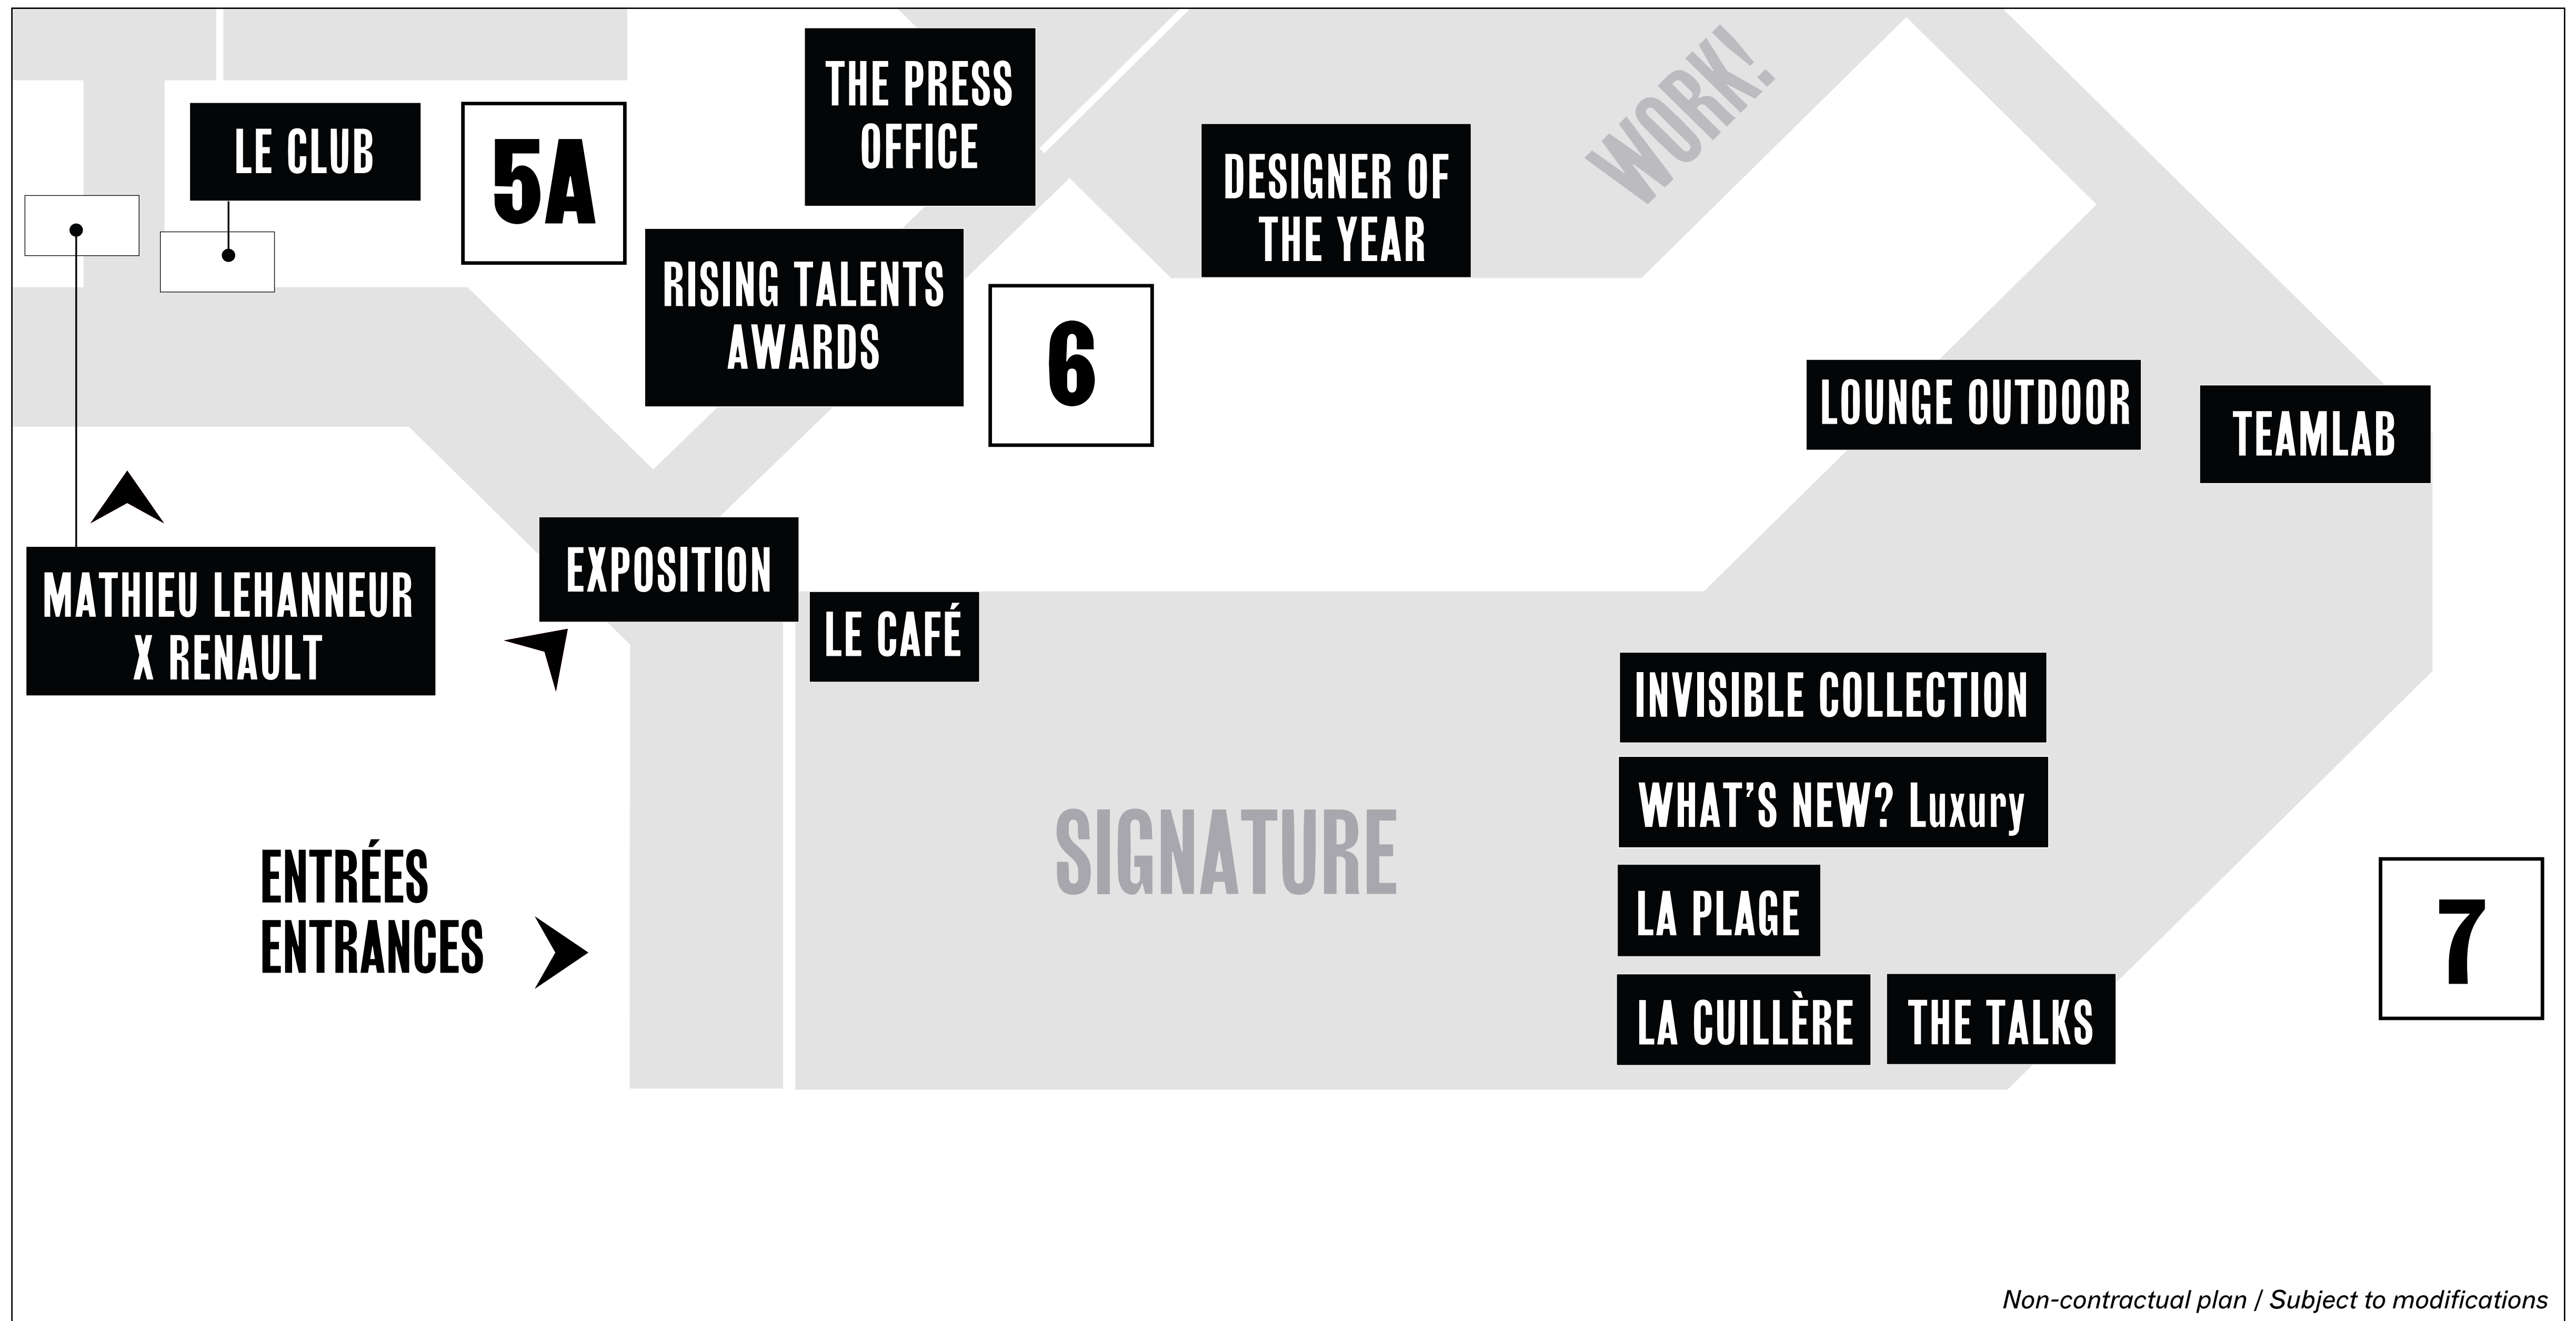 THE PRESS
OFFICE
WORK!
LE CLUB
5A
DESIGNER OF
THE YEAR
RISING TALENTS
AWARDS
6
LOUNGE OUTDOOR
TEAMLAB
EXPOSITION
MATHIEU LEHANNEUR
X RENAULT
LE CAFÉ
INVISIBLE COLLECTION
WHAT'S NEW? Luxury
SIGNATURE
ENTRÉES
ENTRANCES
LA PLAGE
7
LA CUILLÈRE
THE TALKS
Non-contractual plan / Subject to modifications